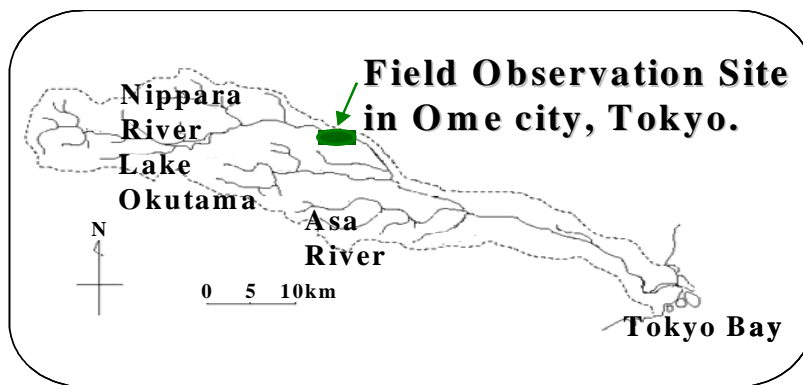 Field Observation Site
in Ome city, Tokyo.
Nippara
River
Lake
Okutama
Asa
River
N
0 5 10km
Tokyo Bay